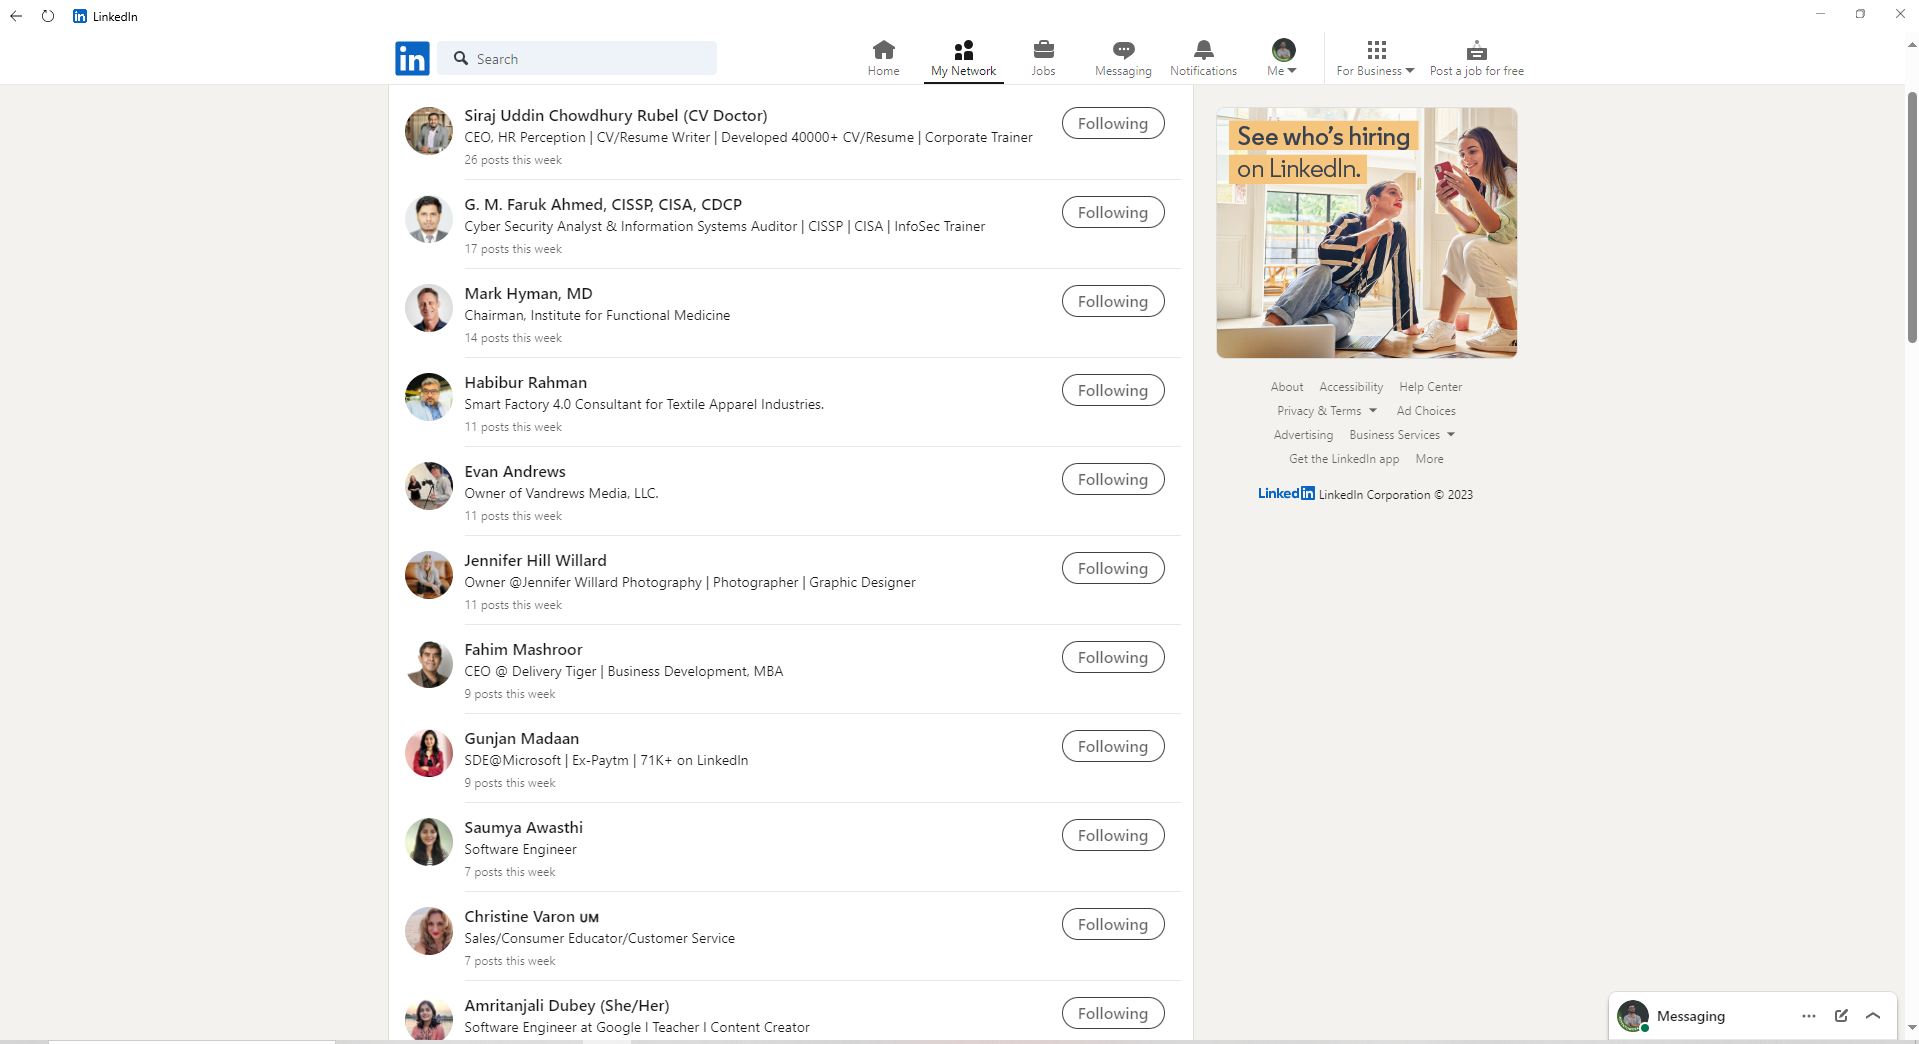 LinkedIn
in
Search
Home
My Network
Jobs
Messaging
Notifications
Me
For Business
Post a job for free
Siraj Uddin Chowdhury Rubel (CV Doctor)
CEO, HR Perception | CV/Resume Writer | Developed 40000+ CV/Resume | Corporate Trainer
26 posts this week
Following
G. M. Faruk Ahmed, CISSP, CISA, CDCP
Cyber Security Analyst & Information Systems Auditor | CISSP | CISA | InfoSec Trainer
17 posts this week
Following
Mark Hyman, MD
Chairman, Institute for Functional Medicine
14 posts this week
Following
Habibur Rahman
Smart Factory 4.0 Consultant for Textile Apparel Industries.
11 posts this week
Following
Evan Andrews
Owner of Vandrews Media, LLC.
11 posts this week
Following
Jennifer Hill Willard
Owner @Jennifer Willard Photography | Photographer | Graphic Designer
11 posts this week
Following
Fahim Mashroor
CEO @ Delivery Tiger | Business Development, MBA
9 posts this week
Following
Gunjan Madaan
SDE@Microsoft | Ex-Paytm | 71K+ on LinkedIn
9 posts this week
Following
Saumya Awasthi
Software Engineer
7 posts this week
Following
Christine Varon ᴜᴍ
Sales/Consumer Educator/Customer Service
7 posts this week
Following
Amritanjali Dubey (She/Her)
Software Engineer at Google l Teacher l Content Creator
Following
See who's hiring
on LinkedIn.
About Accessibility Help Center
Privacy & Terms Ad Choices
Advertising Business Services
Get the LinkedIn app More
LinkedIn LinkedIn Corporation © 2023
Messaging